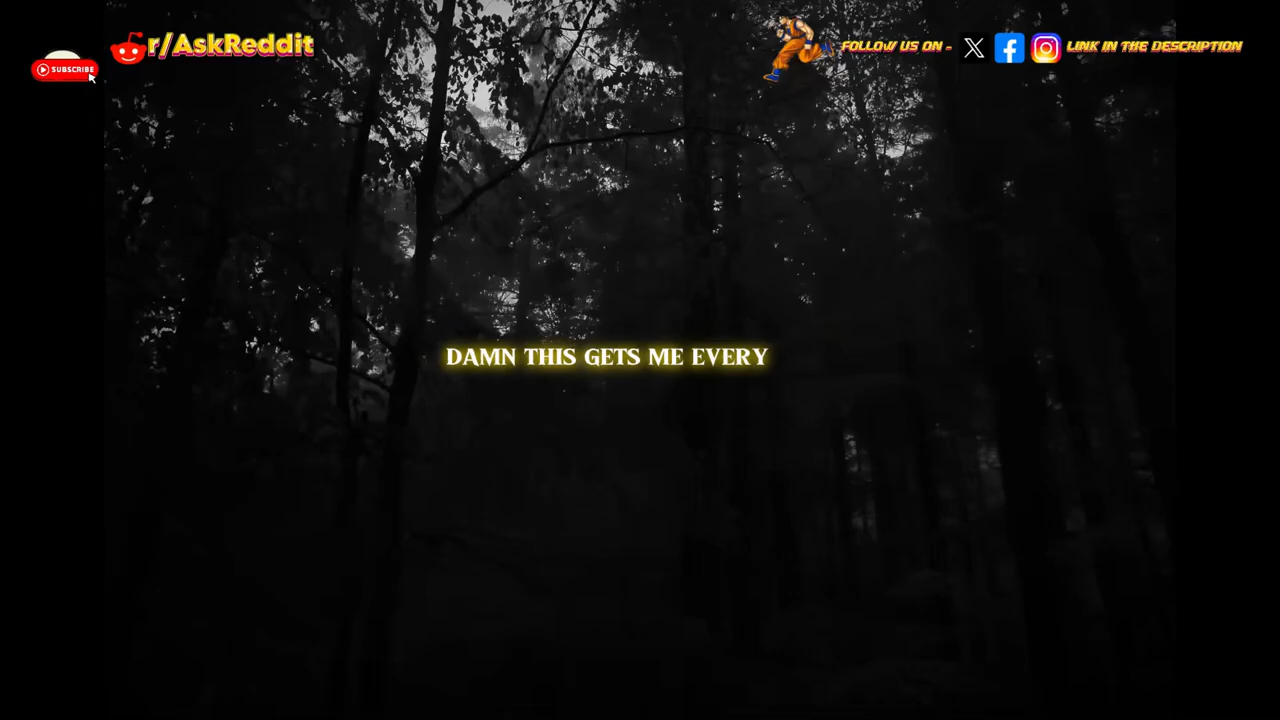 r/AskReddit
FOLLOW US ON -
LINK IN THE DESCRIPTION
SUBSCRIBE
DAMN THIS GETS ME EVERY